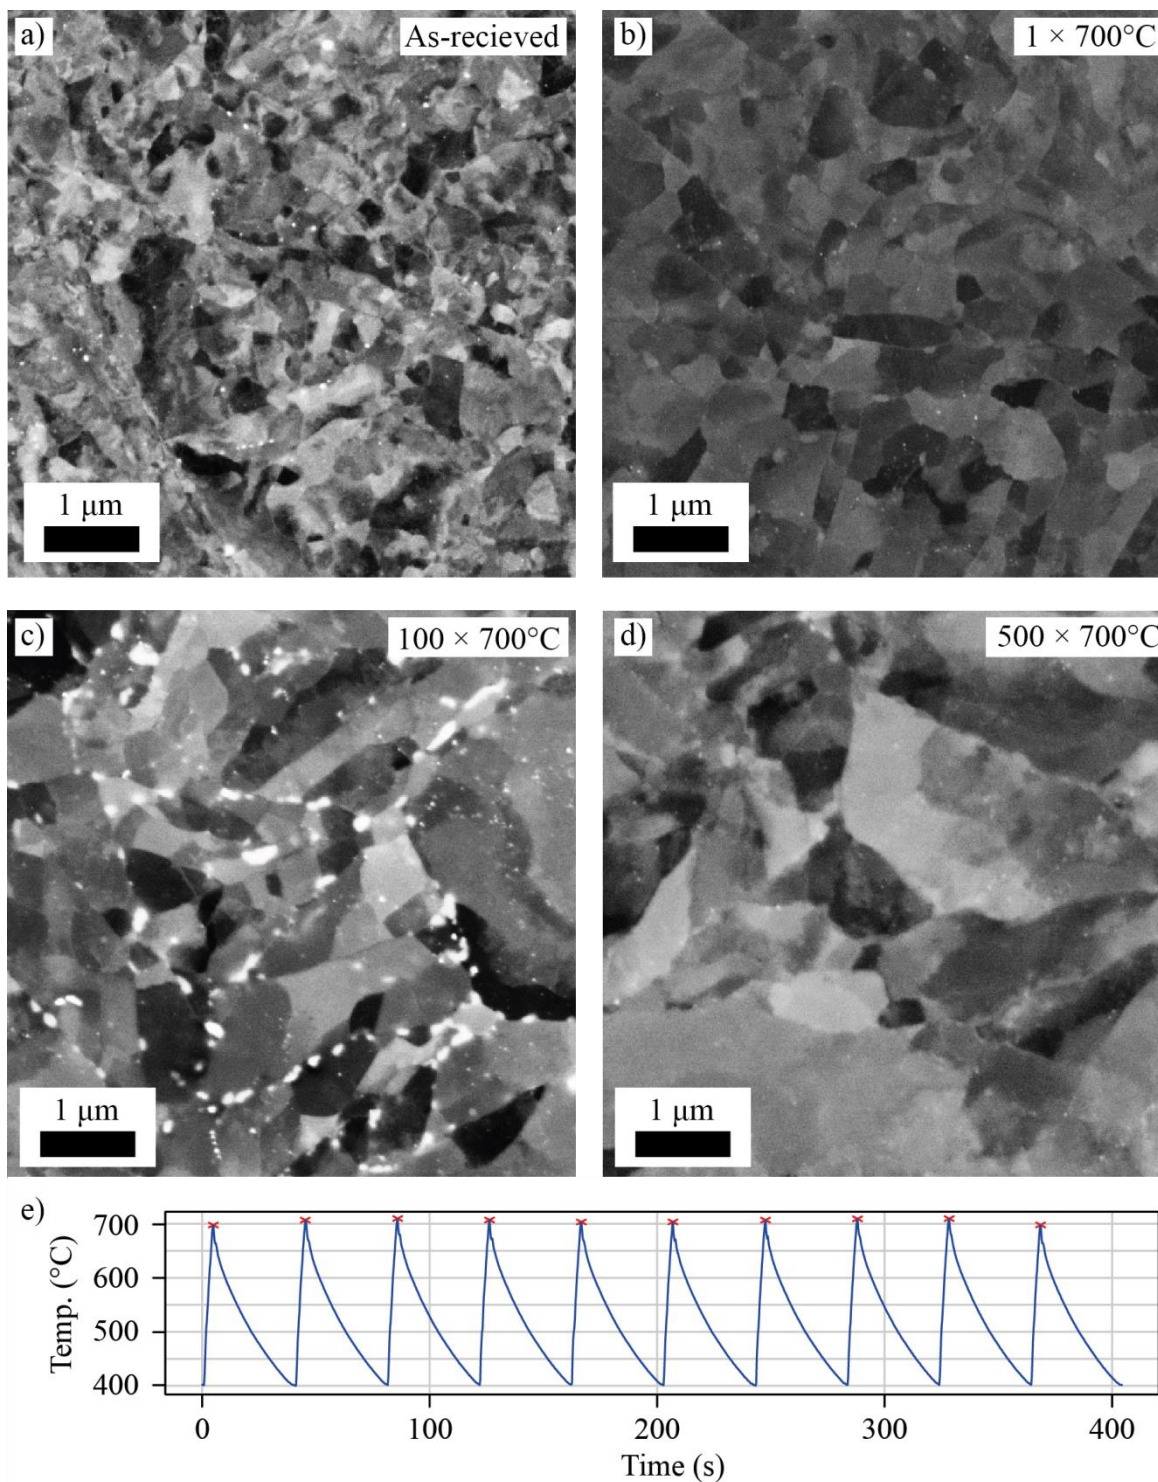 a)
As-recieved
1 μm
b)
1 × 700°C
1 μm
c)
100 × 700°C
1 μm
d)
500 × 700°C
1 μm
e)
Temp. (°C)
700
600
500
400
0
100
200
300
400
Time (s)